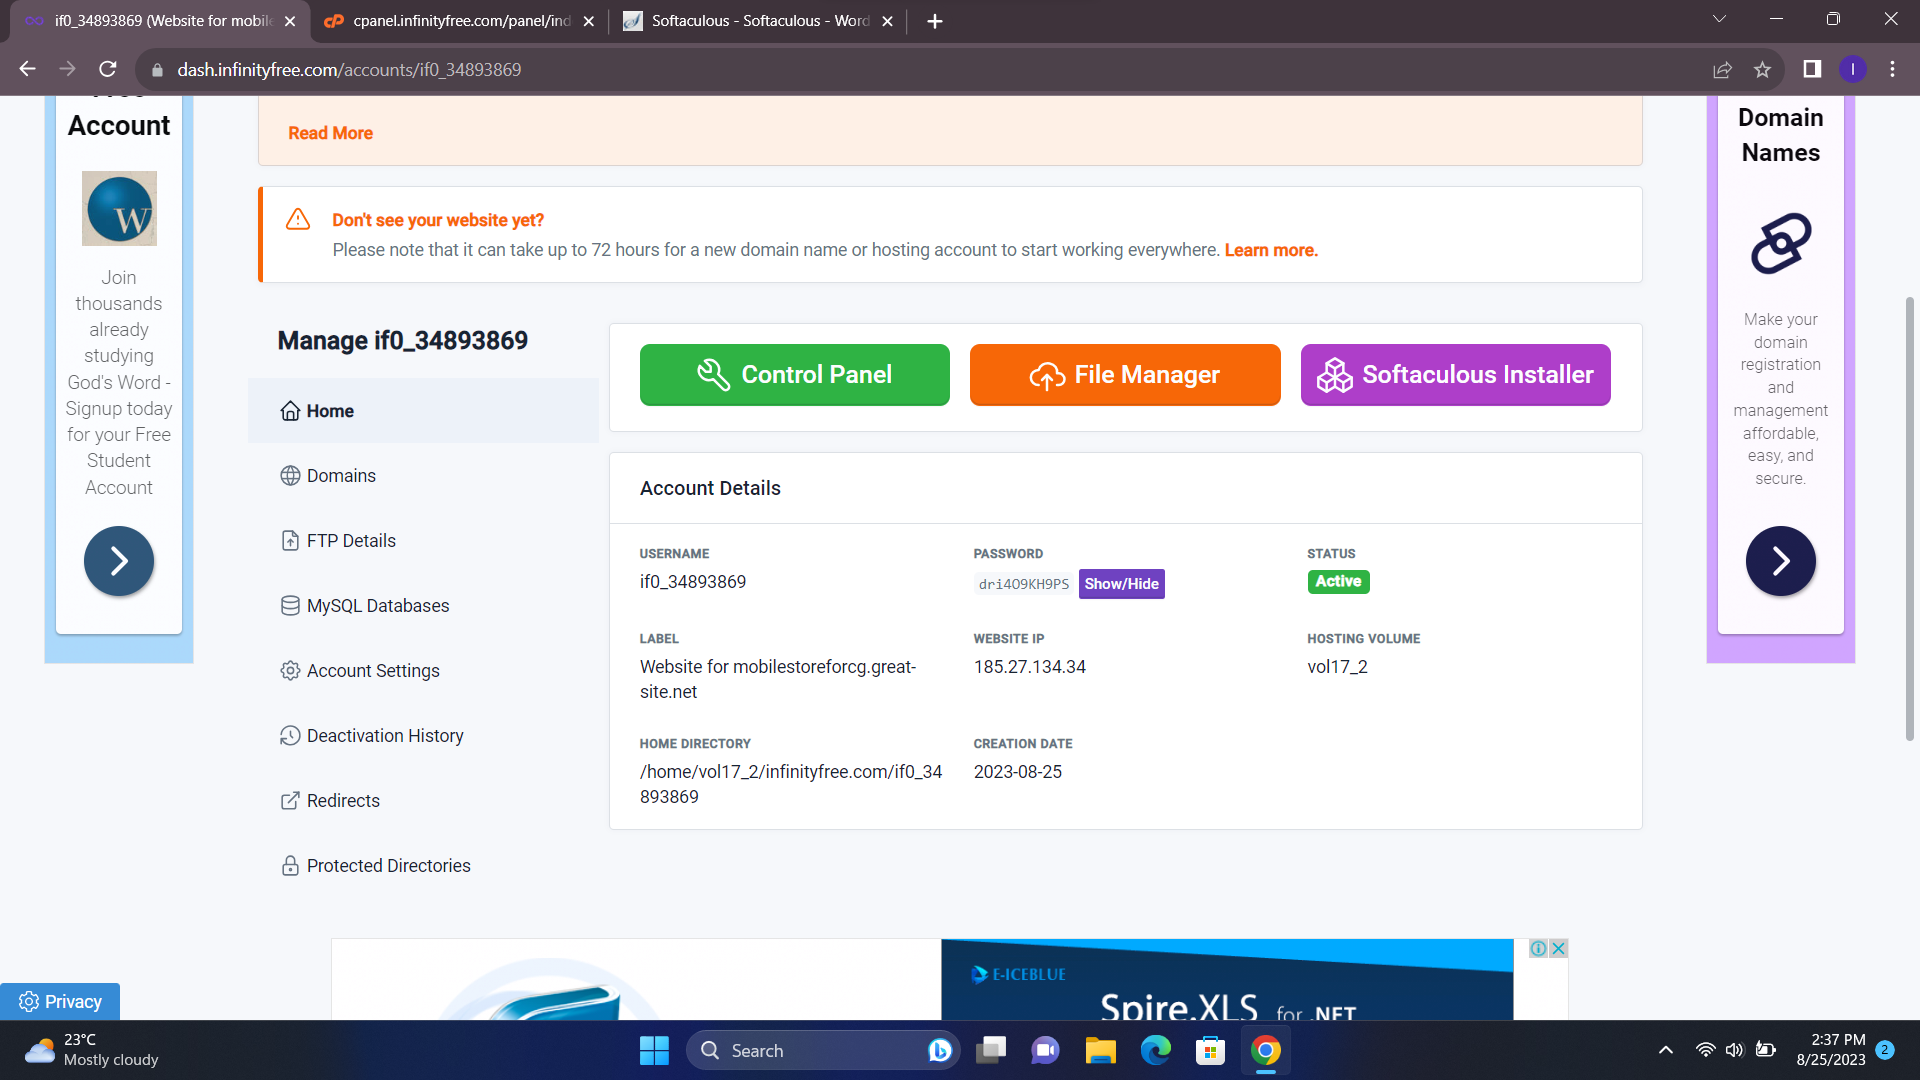 if0_34893869 (Website for mobile
cpanel.infinityfree.com/panel/ind
Softaculous - Softaculous - Word
dash.infinityfree.com/accounts/if0_34893869
I
Account
Join
thousands
already
studying
God's Word -
Signup today
for your Free
Student
Account
Read More
Don't see your website yet?
Please note that it can take up to 72 hours for a new domain name or hosting account to start working everywhere. Learn more.
Manage if0_34893869
Home
Domains
FTP Details
MySQL Databases
Account Settings
Deactivation History
Redirects
Protected Directories
Control Panel
File Manager
Softaculous Installer
Account Details
USERNAME
if0_34893869
PASSWORD
dri4O9KH9PS Show/Hide
STATUS
Active
LABEL
Website for mobilestoreforcg.great-
site.net
WEBSITE IP
185.27.134.34
HOSTING VOLUME
vol17_2
HOME DIRECTORY
/home/vol17_2/infinityfree.com/if0_34
893869
CREATION DATE
2023-08-25
Domain
Names
Make your
domain
registration
and
management
affordable,
easy, and
secure.
E-ICEBLUE
Spire.XLS for .NET
Privacy
23°C
Mostly cloudy
Search
2:37 PM
8/25/2023
2